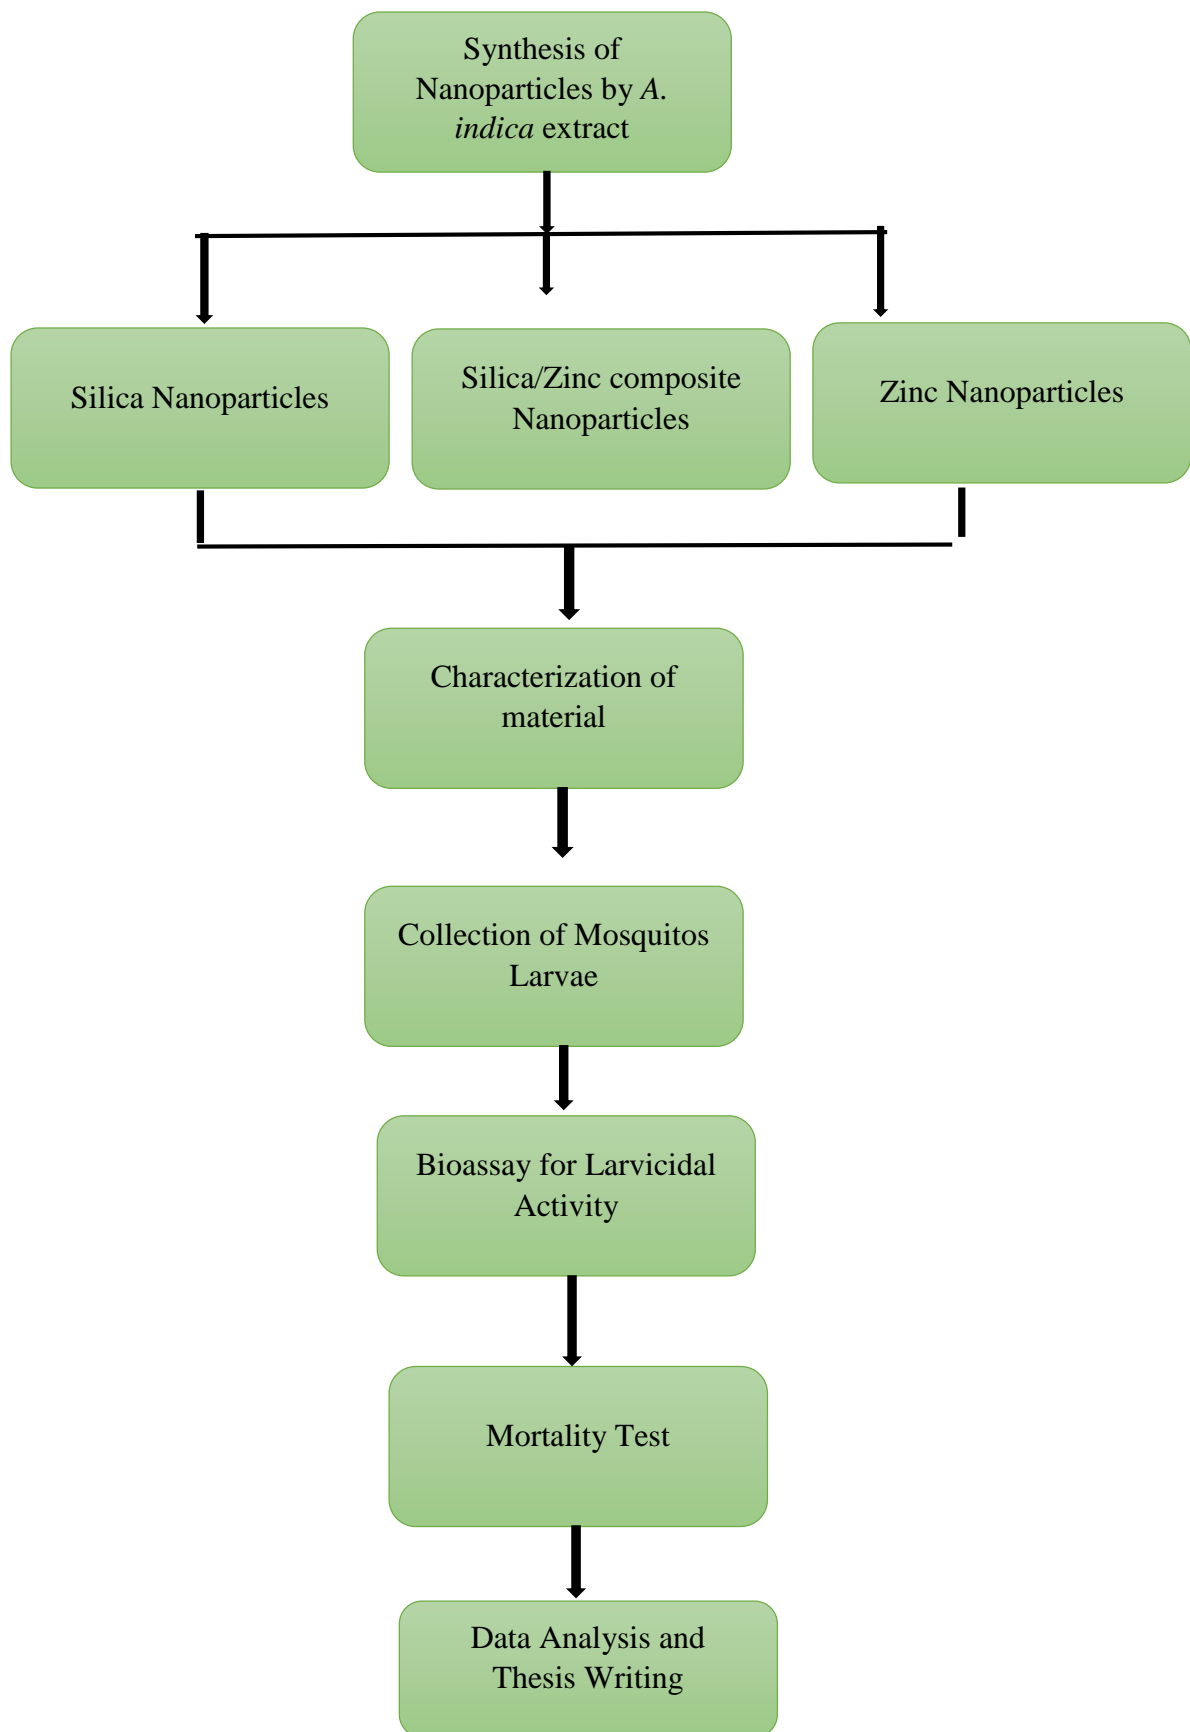 Synthesis of
Nanoparticles by A.
indica extract
Silica Nanoparticles
Silica/Zinc composite
Nanoparticles
Zinc Nanoparticles
Characterization of
material
Collection of Mosquitos
Larvae
Bioassay for Larvicidal
Activity
Mortality Test
Data Analysis and
Thesis Writing